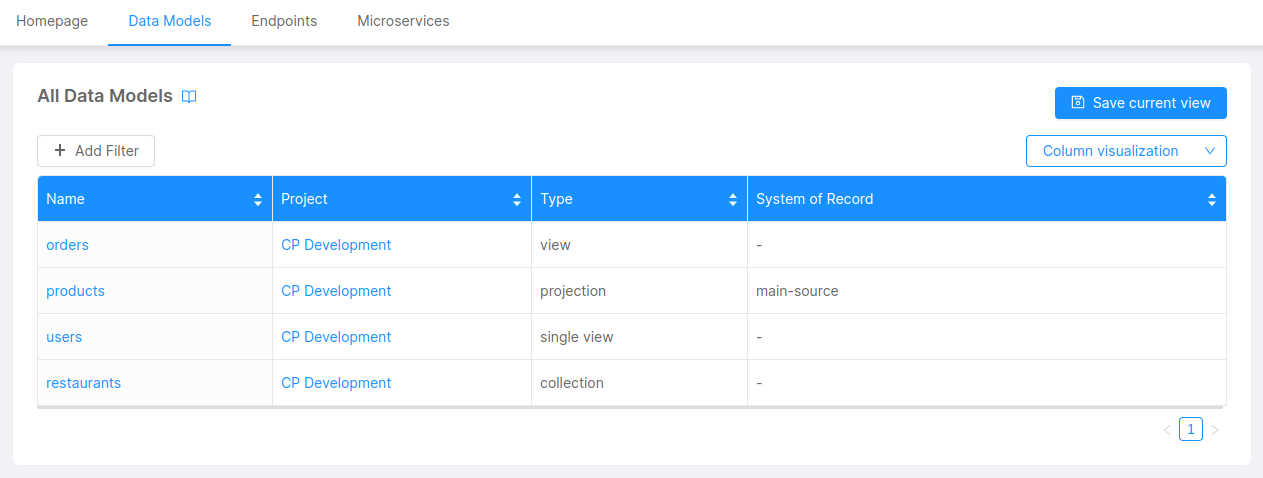 Homepage Data Models Endpoints Microservices
All Data Models
Save current view
Add Filter
Column visualization
Name Project Type System of Record
orders CP Development view -
products CP Development projection main-source
users CP Development single view -
restaurants CP Development collection -
1